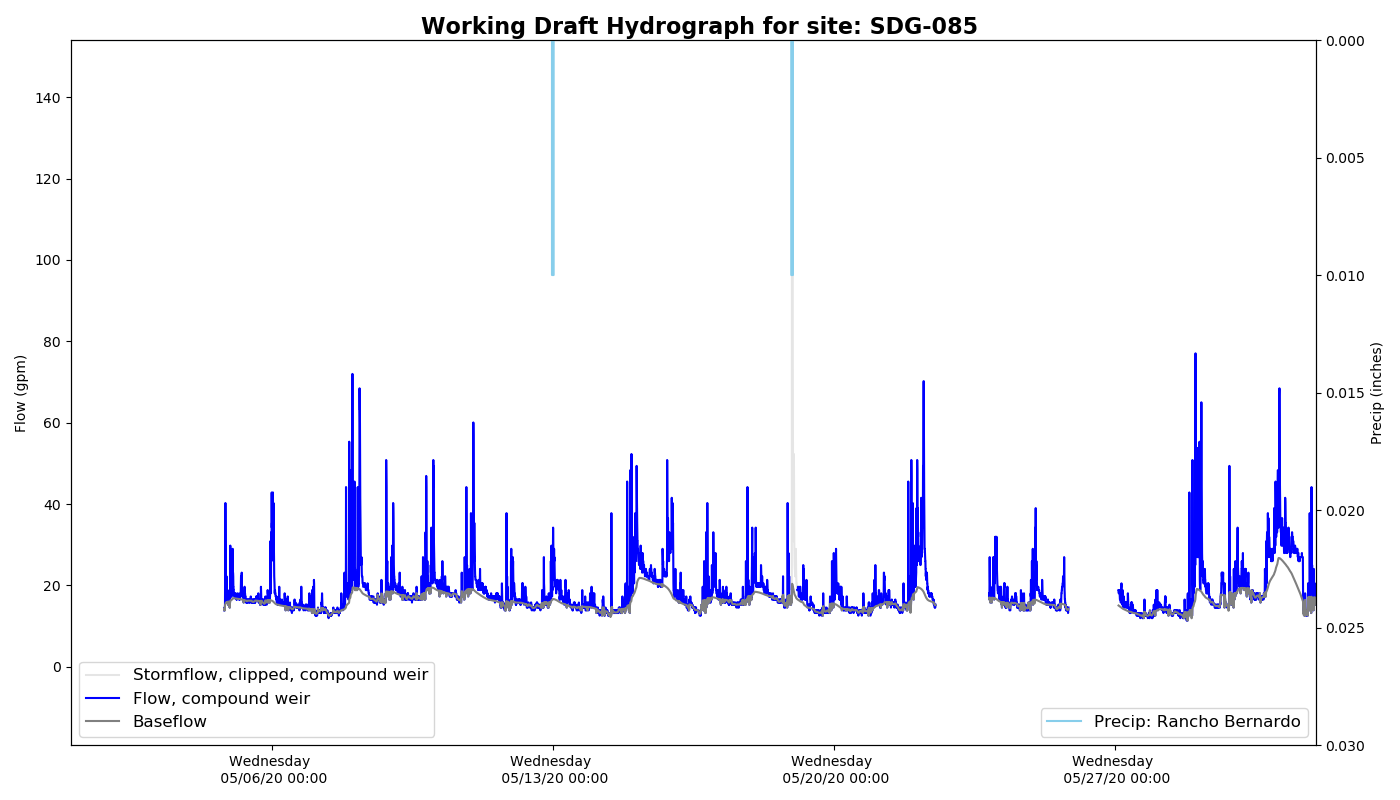 Working Draft Hydrograph for site: SDG-085
140
120
100
80
60
40
20
0
Flow (gpm)
0.000
0.005
0.010
0.015
0.020
0.025
0.030
Precip (inches)
Stormflow, clipped, compound weir
Flow, compound weir
Baseflow
Precip: Rancho Bernardo
Wednesday
05/06/20 00:00
Wednesday
05/13/20 00:00
Wednesday
05/20/20 00:00
Wednesday
05/27/20 00:00